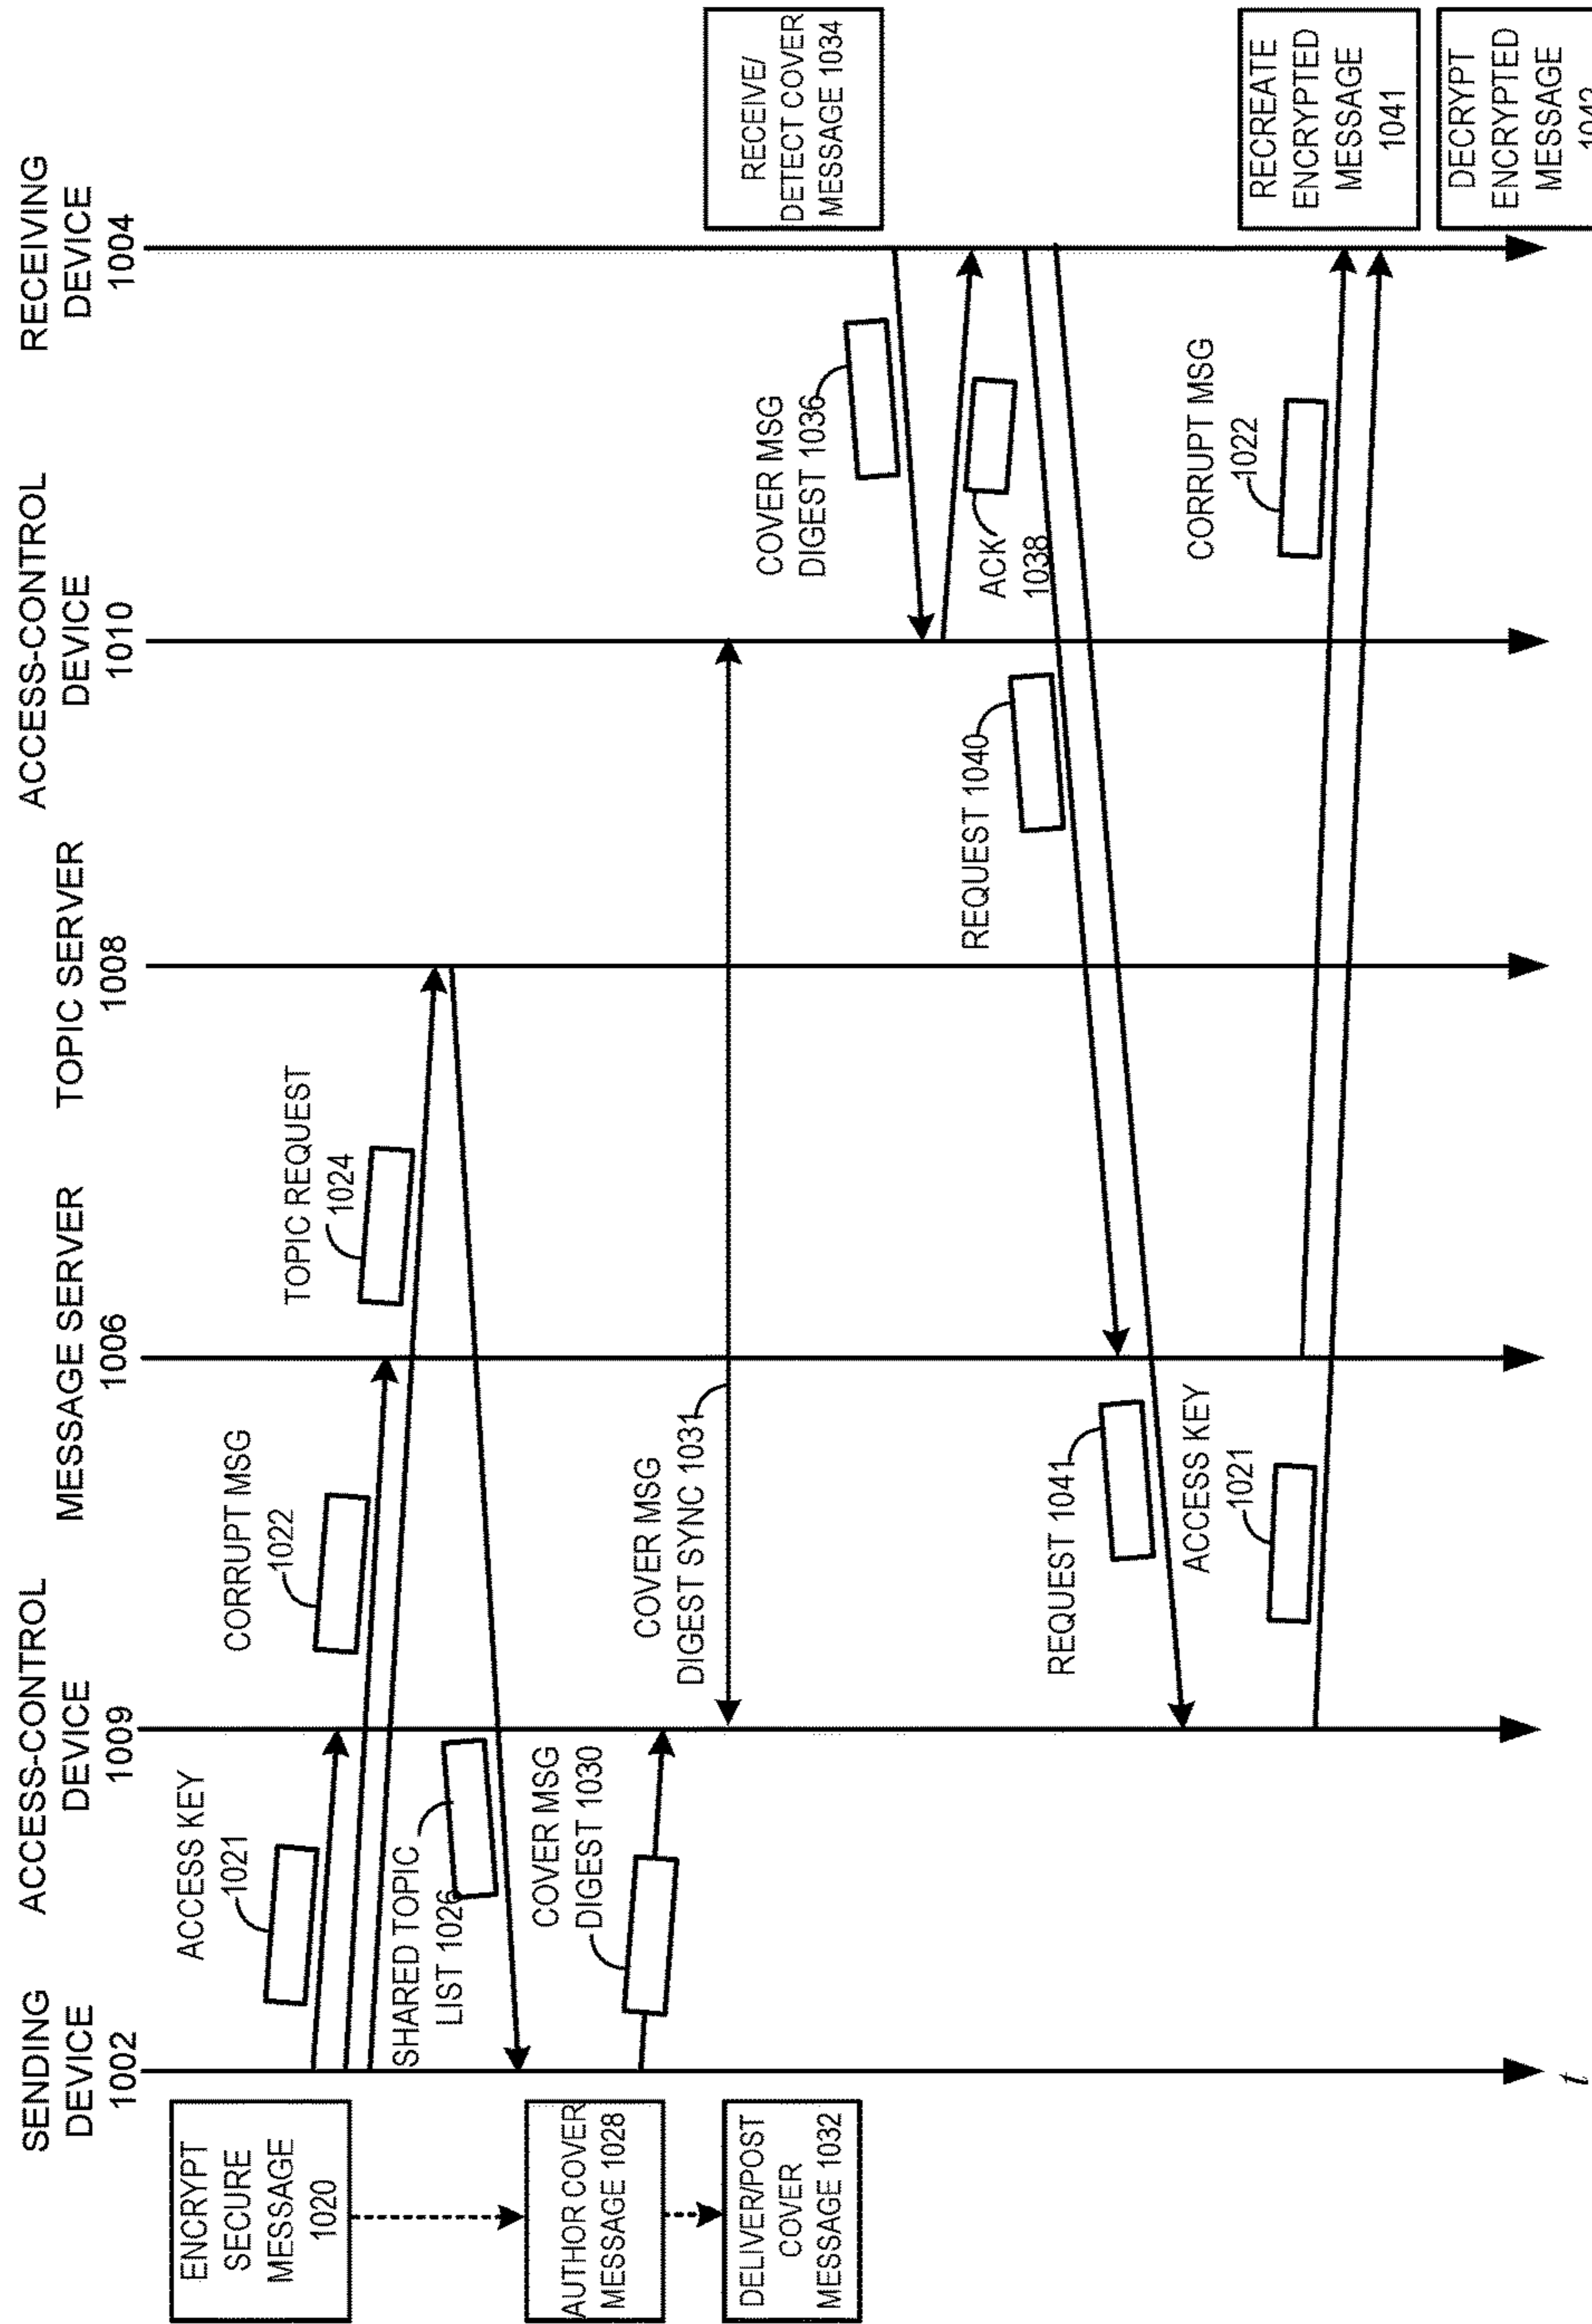 SENDING
DEVICE
1002
ACCESS-CONTROL
DEVICE
1009
MESSAGE SERVER
1006
TOPIC SERVER
1008
ACCESS-CONTROL
DEVICE
1010
RECEIVING
DEVICE
1004
ENCRYPT
SECURE
MESSAGE
1020
ACCESS KEY
1021
CORRUPT MSG
1022
TOPIC REQUEST
1024
SHARED TOPIC
LIST 1026
AUTHOR COVER
MESSAGE 1028
COVER MSG
DIGEST 1030
COVER MSG
DIGEST SYNC 1031
DELIVER/POST
COVER
MESSAGE 1032
RECEIVE/
DETECT COVER
MESSAGE 1034
COVER MSG
DIGEST 1036
ACK
1038
REQUEST 1040
REQUEST 1041
ACCESS KEY
1021
CORRUPT MSG
1022
RECREATE
ENCRYPTED
MESSAGE
1041
DECRYPT
ENCRYPTED
MESSAGE
t